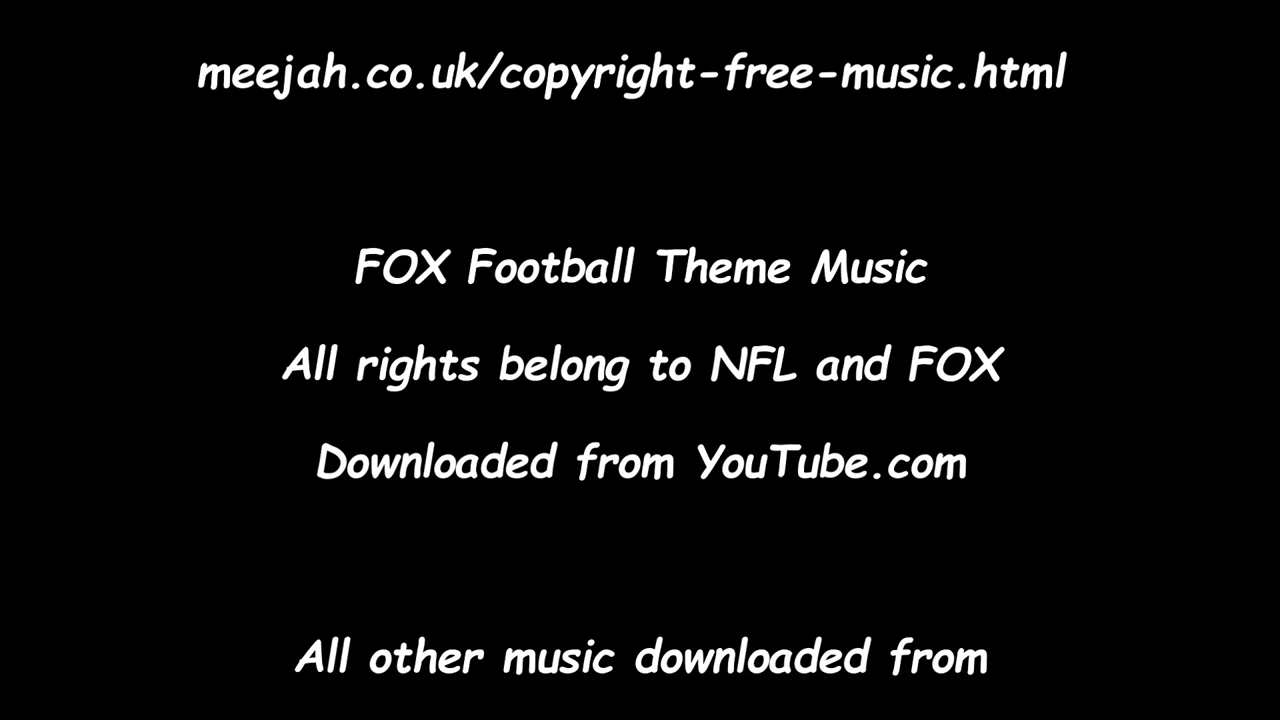 meejah.co.uk/copyright-free-music.html
FOX Football Theme Music
All rights belong to NFL and FOX
Downloaded from YouTube.com
All other music downloaded from